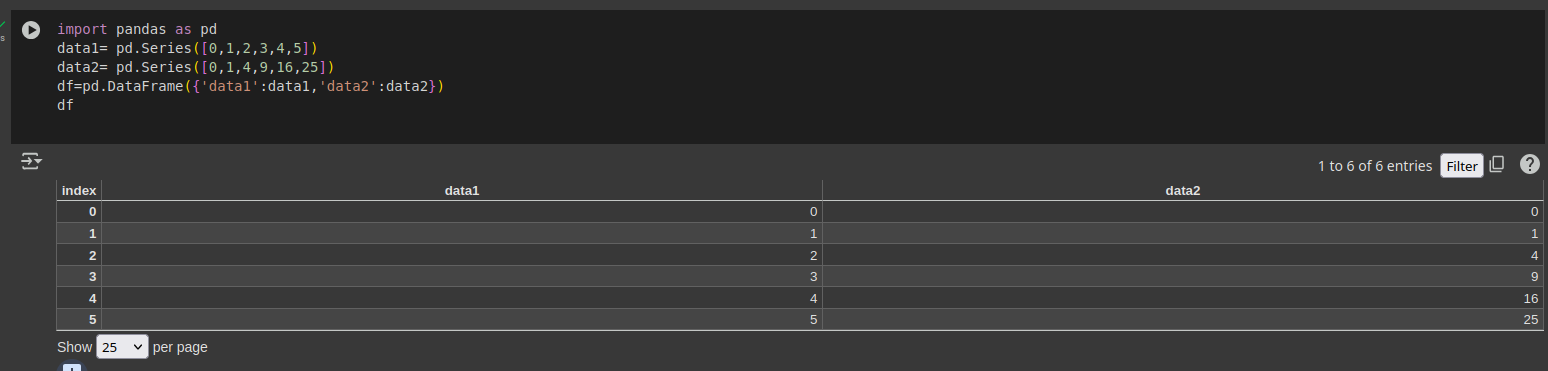 import pandas as pd
data1= pd.Series([0,1,2,3,4,5])
data2= pd.Series([0,1,4,9,16,25])
df=pd.DataFrame({'data1':data1,'data2':data2})
df
s
1 to 6 of 6 entries Filter
index data1 data2
0 0 0
1 1 1
2 2 4
3 3 9
4 4 16
5 5 25
Show 25 per page